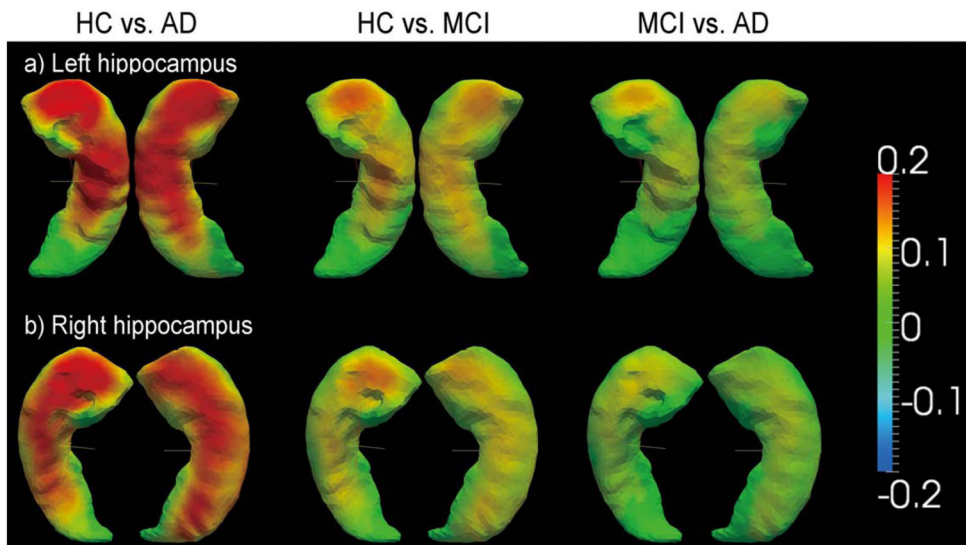 HC vs. AD HC vs. MCI MCI vs. AD
a) Left hippocampus
0.2
0.1
0
-0.1
-0.2
b) Right hippocampus